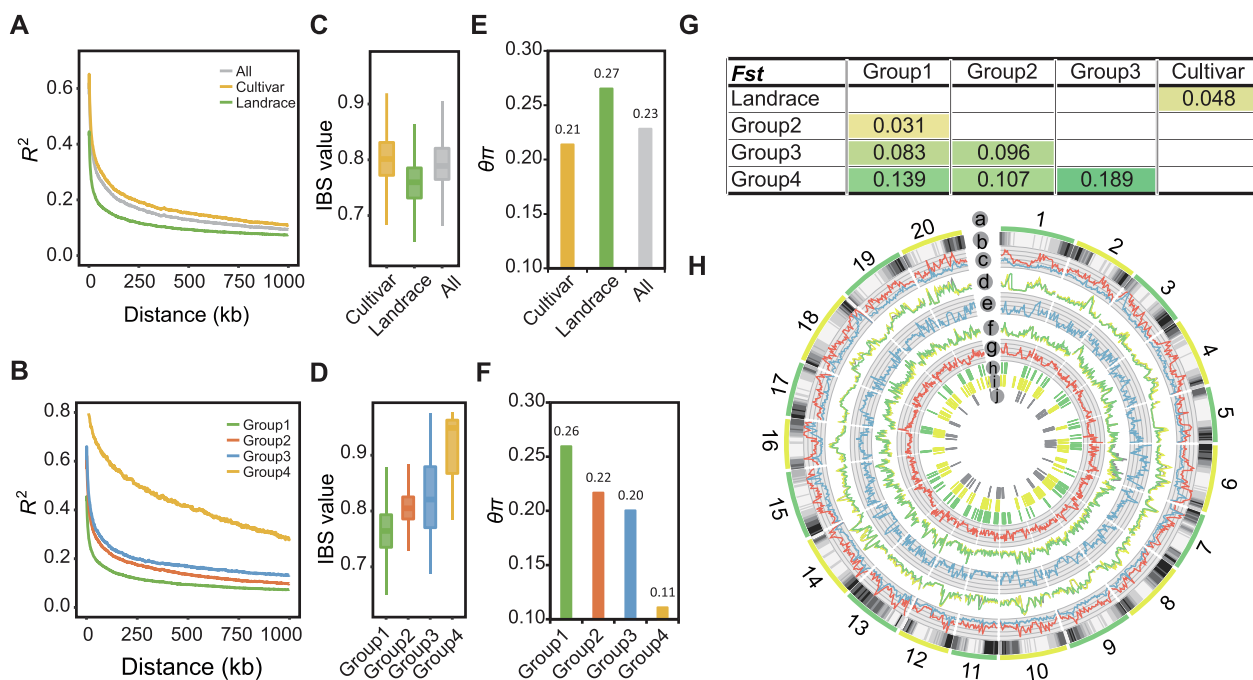 A
R²
0.6
0.4
0.2
0.0
All
Cultivar
Landrace
0
250
500
750
1000
Distance (kb)
C
IBS value
0.9
0.8
0.7
Cultivar
Landrace
All
E
θπ
0.30
0.25
0.20
0.15
0.10
0.21
0.27
0.23
Cultivar
Landrace
All
G
Fst Group1 Group2 Group3 Cultivar
Landrace 0.048
Group2 0.031
Group3 0.083 0.096
Group4 0.139 0.107 0.189
B
R²
0.8
0.6
0.4
0.2
0.0
Group1
Group2
Group3
Group4
0
250
500
750
1000
Distance (kb)
D
IBS value
0.9
0.8
0.7
Group1
Group2
Group3
Group4
F
θπ
0.30
0.25
0.20
0.15
0.10
0.26
0.22
0.20
0.11
Group1
Group2
Group3
Group4
H
a
b
c
d
e
f
g
h
i
j
1
2
3
4
5
6
7
8
9
10
11
12
13
14
15
16
17
18
19
20